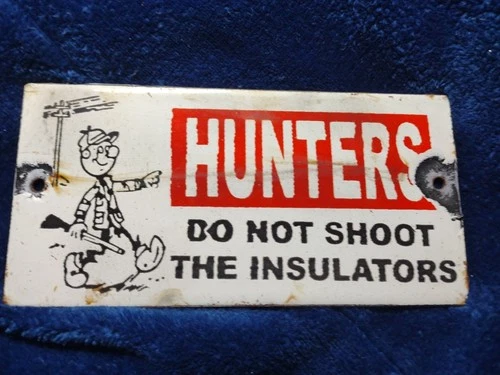 HUNTERS
DO NOT SHOOT
THE INSULATORS